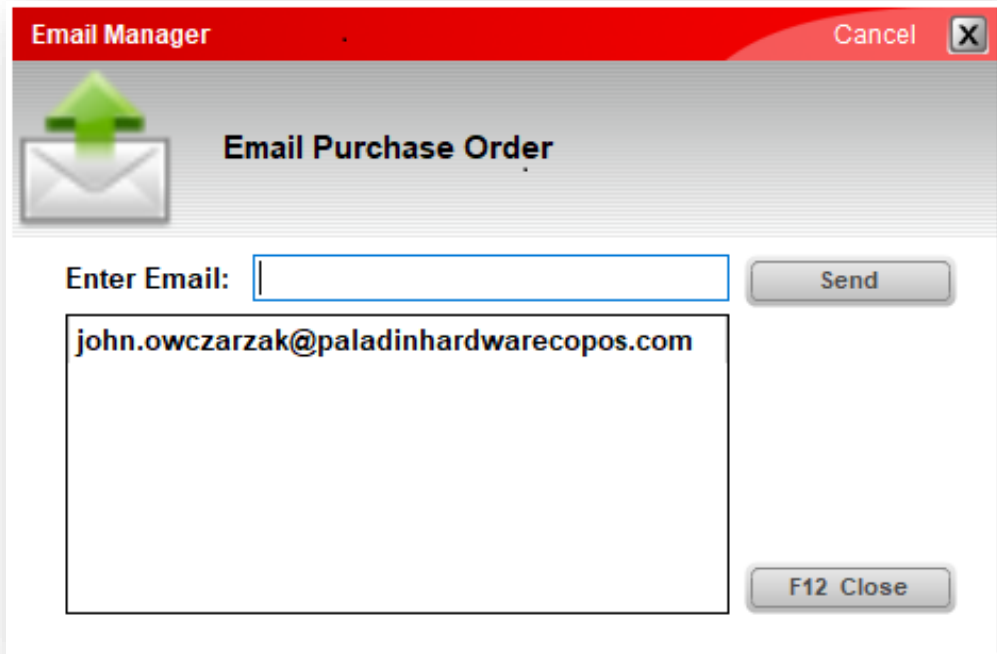 Email Manager Cancel X
Email Purchase Order
Enter Email: Send
john.owczarzak@paladinhardwarecopos.com
F12 Close